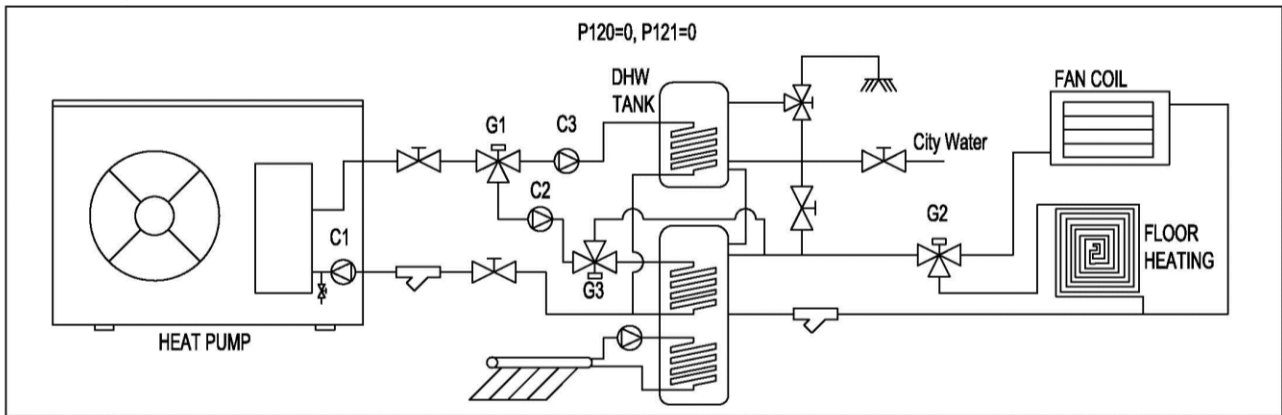 P120=0, P121=0
DHW
TANK
FAN COIL
G1
C3
City Water
C2
G2
C1
FLOOR
HEATING
G3
HEAT PUMP